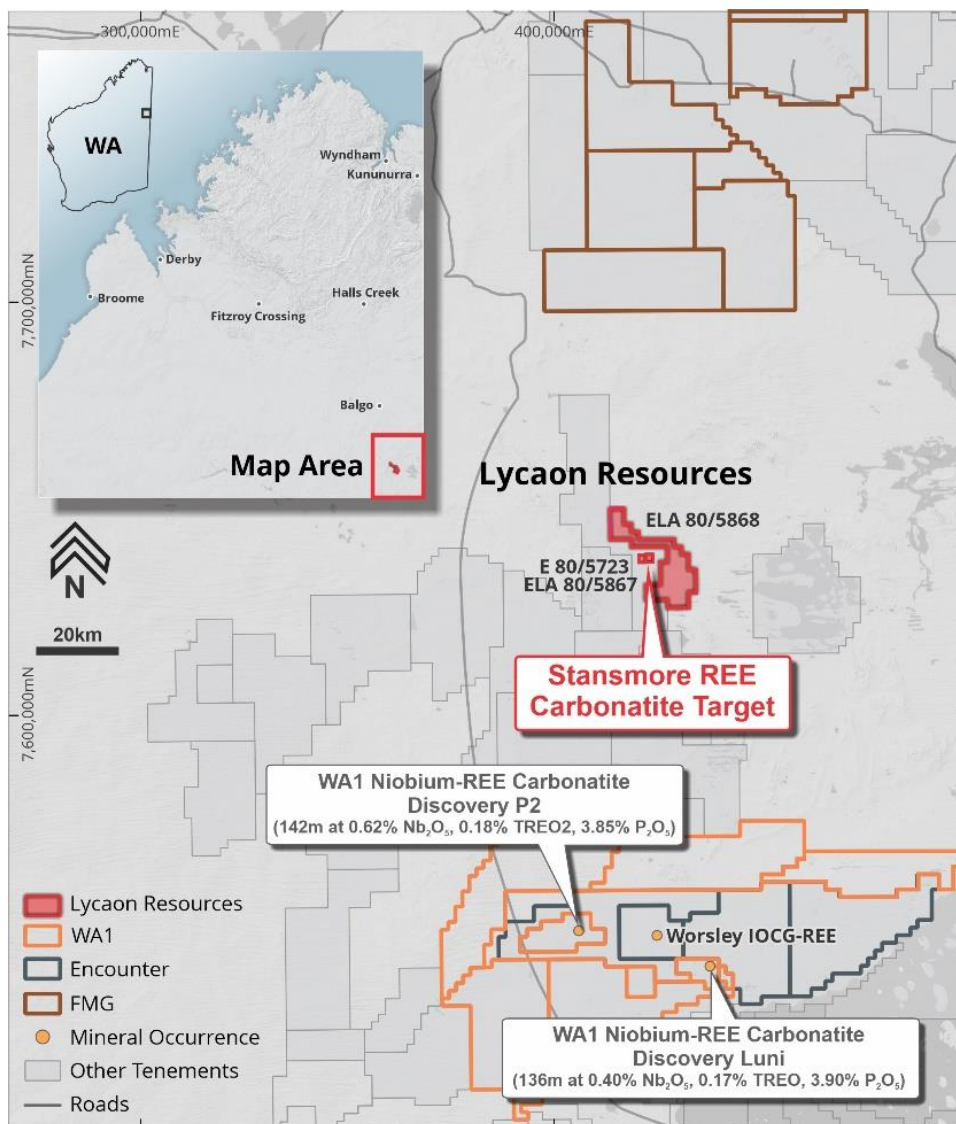 300,000mE
400,000mE
WA
Wyndham
Kununurra
Derby
Broome
Halls Creek
Fitzroy Crossing
Balgo
Map Area
7,700,000mN
Lycaon Resources
ELA 80/5868
E 80/5723
ELA 80/5867
N
20km
Stansmore REE
Carbonatite Target
7,600,000mN
WA1 Niobium-REE Carbonatite
Discovery P2
(142m at 0.62% Nb₂O₅, 0.18% TREO2, 3.85% P₂O₅)
Lycaon Resources
WA1
Encounter
FMG
Mineral Occurrence
Other Tenements
Roads
Worsley IOCG-REE
WA1 Niobium-REE Carbonatite
Discovery Luni
(136m at 0.40% Nb₂O₅, 0.17% TREO, 3.90% P₂O₅)